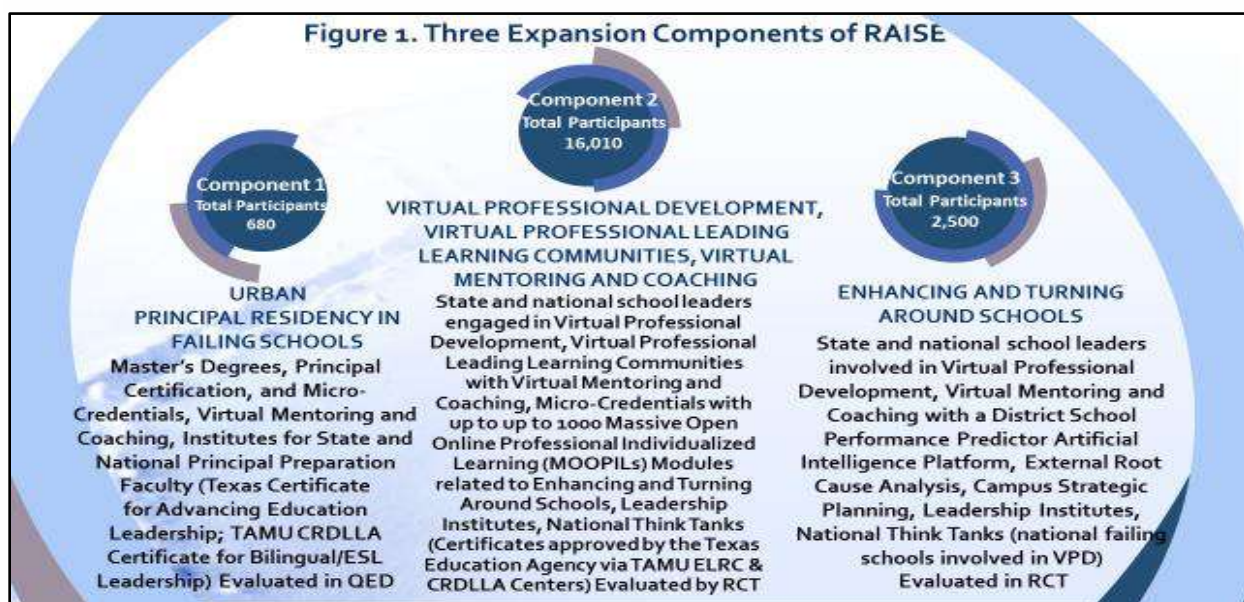 Figure 1. Three Expansion Components of RAISE
Component 1
Total Participants
680
URBAN
PRINCIPAL RESIDENCY IN
FAILING SCHOOLS
Master's Degrees, Principal
Certification, and Micro-
Credentials, Virtual Mentoring and
Coaching, Institutes for State and
National Principal Preparation
Faculty (Texas Certificate
for Advancing Education
Leadership; TAMU CRDLLA
Certificate for Bilingual/ESL
Leadership) Evaluated in QED
Component 2
Total Participants
16,010
VIRTUAL PROFESSIONAL DEVELOPMENT,
VIRTUAL PROFESSIONAL LEADING
LEARNING COMMUNITIES, VIRTUAL
MENTORING AND COACHING
State and national school leaders
engaged in Virtual Professional
Development, Virtual Professional
Leading Learning Communities
with Virtual Mentoring and
Coaching, Micro-Credentials with
up to up to 1000 Massive Open
Online Professional Individualized
Learning (MOOPILs) Modules
related to Enhancing and Turning
Around Schools, Leadership
Institutes, National Think Tanks
(Certificates approved by the Texas
Education Agency via TAMU ELRC &
CRDLLA Centers) Evaluated by RCT
Component 3
Total Participants
2,500
ENHANCING AND TURNING
AROUND SCHOOLS
State and national school leaders
involved in Virtual Professional
Development, Virtual Mentoring and
Coaching with a District School
Performance Predictor Artificial
Intelligence Platform, External Root
Cause Analysis, Campus Strategic
Planning, Leadership Institutes,
National Think Tanks (national failing
schools involved in VPD)
Evaluated in RCT